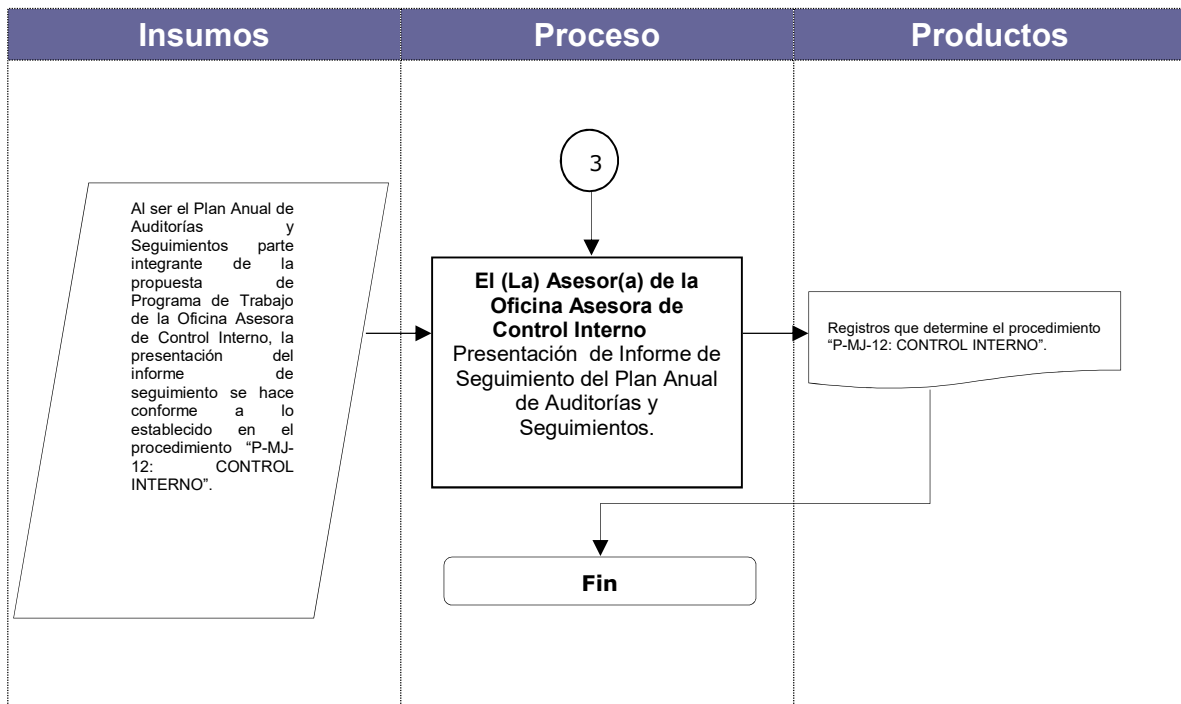 Insumos
Proceso
Productos
3
Al ser el Plan Anual de
Auditorías y
Seguimientos parte
integrante de la
propuesta de
Programa de Trabajo
de la Oficina Asesora
de Control Interno, la
presentación del
informe de
seguimiento se hace
conforme a lo
establecido en el
procedimiento “P-MJ-
12: CONTROL
INTERNO”.
El (La) Asesor(a) de la
Oficina Asesora de
Control Interno
Presentación de Informe de
Seguimiento del Plan Anual
de Auditorías y
Seguimientos.
Registros que determine el procedimiento
“P-MJ-12: CONTROL INTERNO”.
Fin